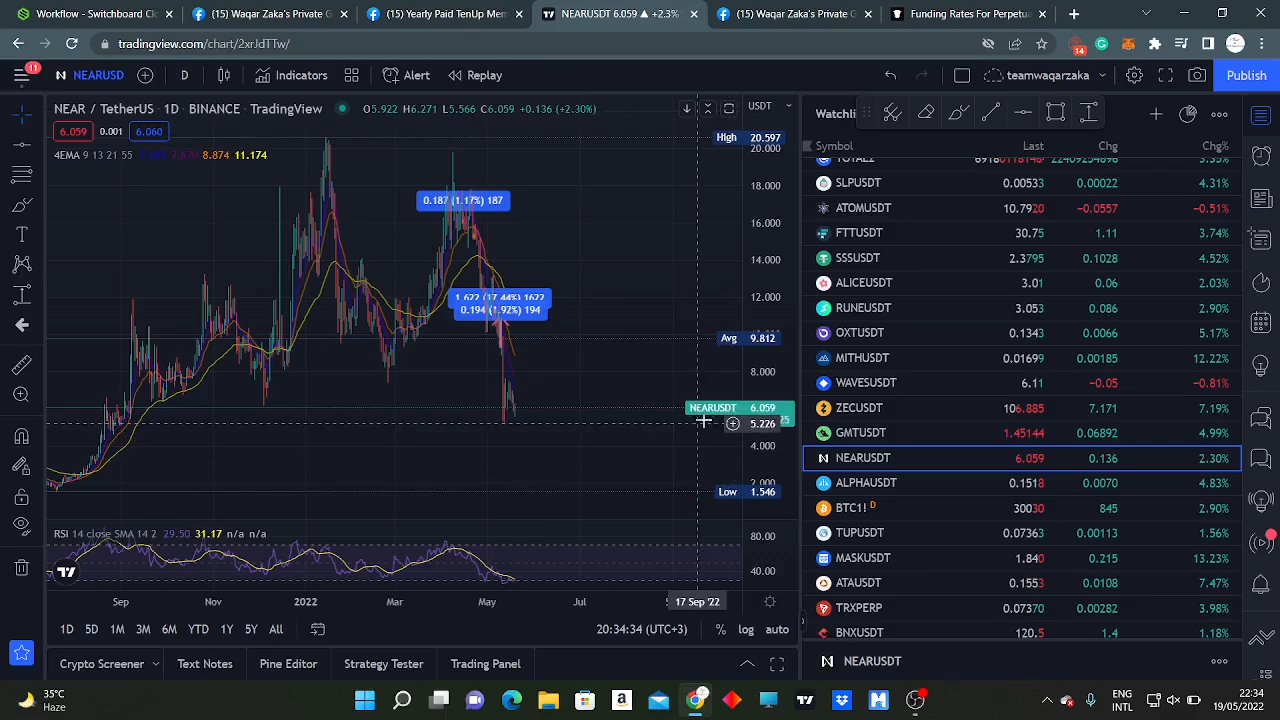 Workflow Cl
(15) Waqar Zaka's 2022 G
(15) Yearly Paid TenUp Mem
NEARUSDT 6.059 ▲ +2.3%
(15) Waqar Zaka's Private G
Funding Rates For Perpetua
tradingview.com/chart/2xrJdTTw/
14
11
NEARUSD
D
Indicators
Alert
Replay
teamwaqarzaka
Publish
NEAR / TetherUS · 1D · BINANCE · TradingView
O5.922 H6.271 L5.566 C6.059 +0.136 (+2.30%)
USDT
6.059 0.001 6.060
4EMA 9 13 21 55
8.874 11.174
High 20.597
20.000
18.000
16.000
14.000
12.000
Avg 9.812
8.000
NEARUSDT 6.059
25
5.226
4.000
2.000
Low 1.546
0.187 (1.17%) 187
1.622 (17.44%) 1622
0.194 (1.92%) 194
RSI 14 close SMA 14 2 29.50 31.17 n/a n/a
80.00
40.00
Sep Nov 2022 Mar May Jul 17 Sep '22
1D 5D 1M 3M 6M YTD 1Y 5Y All
20:34:34 (UTC+3) % log auto
Crypto Screener Text Notes Pine Editor Strategy Tester Trading Panel
Watchli
Symbol Last Chg Chg%
SLPUSDT 0.00533 0.00022 4.31%
ATOMUSDT 10.7920 −0.0557 −0.51%
FTTUSDT 30.75 1.11 3.74%
SSSUSDT 2.3795 0.1028 4.52%
ALICEUSDT 3.01 0.06 2.03%
RUNEUSDT 3.053 0.086 2.90%
OXTUSDT 0.1343 0.0066 5.17%
MITHUSDT 0.01699 0.00185 12.22%
WAVESUSDT 6.11 −0.05 −0.81%
ZECUSDT 106.885 7.171 7.19%
GMTUSDT 1.45144 0.06892 4.99%
NEARUSDT 6.059 0.136 2.30%
ALPHAUSDT 0.1518 0.0070 4.83%
BTC1! D 30030 845 2.90%
TUPUSDT 0.07363 0.00113 1.56%
MASKUSDT 1.840 0.215 13.23%
ATAUSDT 0.1553 0.0108 7.47%
TRXPERP 0.07370 0.00282 3.98%
BNXUSDT 120.5 1.4 1.18%
NEARUSDT
35°C
Haze
ENG
INTL
22:34
19/05/2022